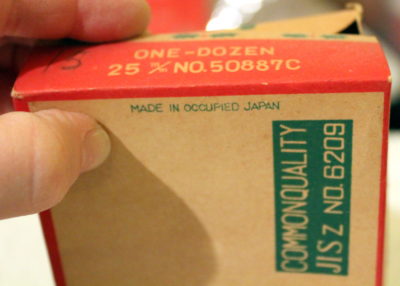 ONE-DOZEN
25 m/m NO.50887C
MADE IN OCCUPIED JAPAN
COMMONQUALITY
JIS Z NO.6209